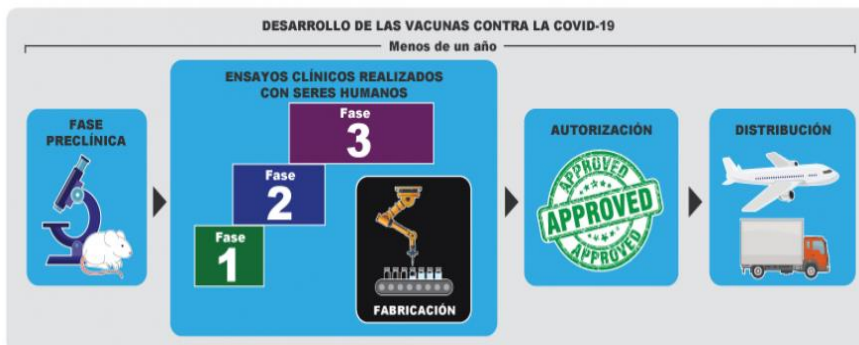 DESARROLLO DE LAS VACUNAS CONTRA LA COVID-19
Menos de un año
FASE
PRECLÍNICA
ENSAYOS CLÍNICOS REALIZADOS
CON SERES HUMANOS
Fase
3
Fase
2
Fase
1
FABRICACIÓN
AUTORIZACIÓN
APPROVED
APPROVED
APPROVED
DISTRIBUCIÓN